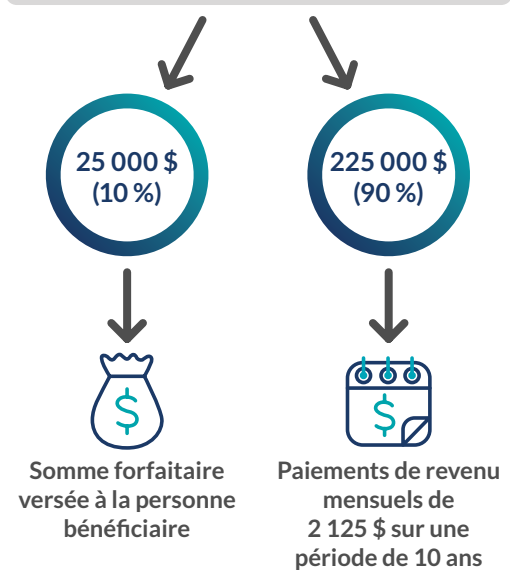 25 000 $
(10 %)
225 000 $
(90 %)
$
$
Somme forfaitaire
versée à la personne
bénéficiaire
Paiements de revenu
mensuels de
2 125 $ sur une
période de 10 ans